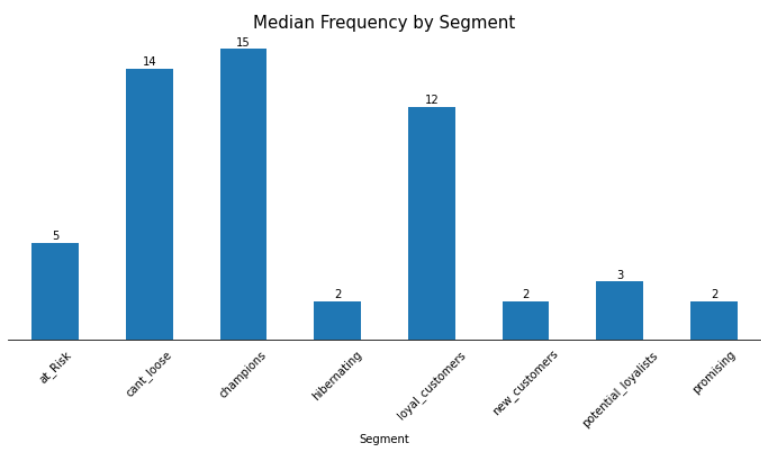 Median Frequency by Segment
15
14
12
5
3
2
2
2
at_Risk
cant_loose
champions
hibernating
loyal_customers
new_customers
potential_loyalists
promising
Segment